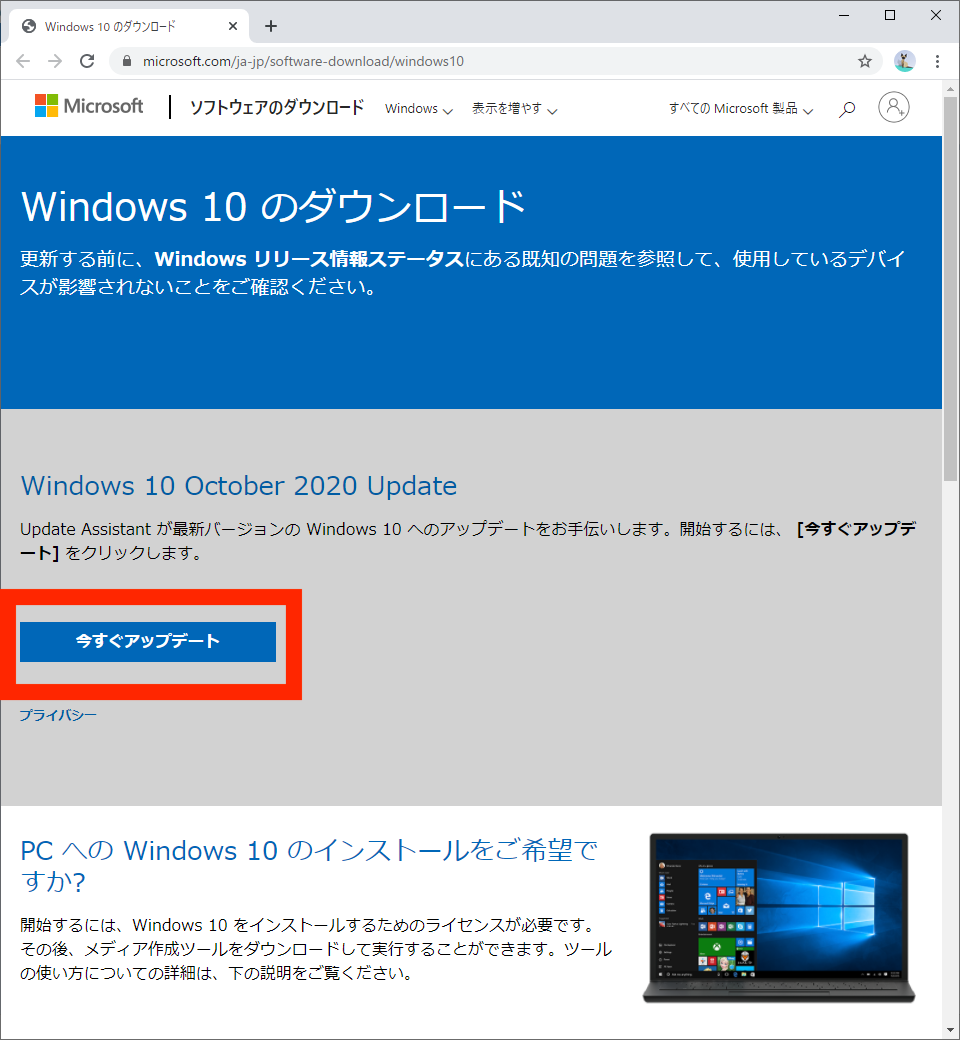 Windows 10 のダウンロード
microsoft.com/ja-jp/software-download/windows10
Microsoft ソフトウェアのダウンロード Windows 表示を増やす すべての Microsoft 製品
Windows 10 のダウンロード
更新する前に、Windows リリース情報ステータスにある既知の問題を参照して、使用しているデバイ
スが影響されないことをご確認ください。
Windows 10 October 2020 Update
Update Assistant が最新バージョンの Windows 10 へのアップデートをお手伝いします。開始するには、 [今すぐアップデ
ート] をクリックします。
今すぐアップデート
プライバシー
PC への Windows 10 のインストールをご希望で
すか?
開始するには、Windows 10 をインストールするためのライセンスが必要です。
その後、メディア作成ツールをダウンロードして実行することができます。ツール
の使い方についての詳細は、下の説明をご覧ください。